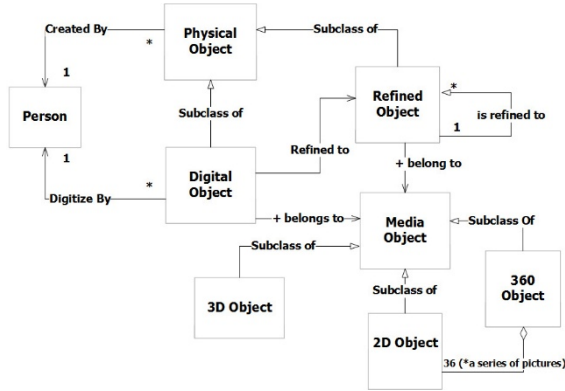 Created By
Physical
Object
Subclass of
*
1
Person
Subclass of
Refined
Object
*
1
is refined to
Refined to
1
*
Digitize By
Digital
Object
+ belong to
+ belongs to
Media
Object
Subclass Of
Subclass of
3D Object
Subclass of
360
Object
2D Object
36 (*a series of pictures)